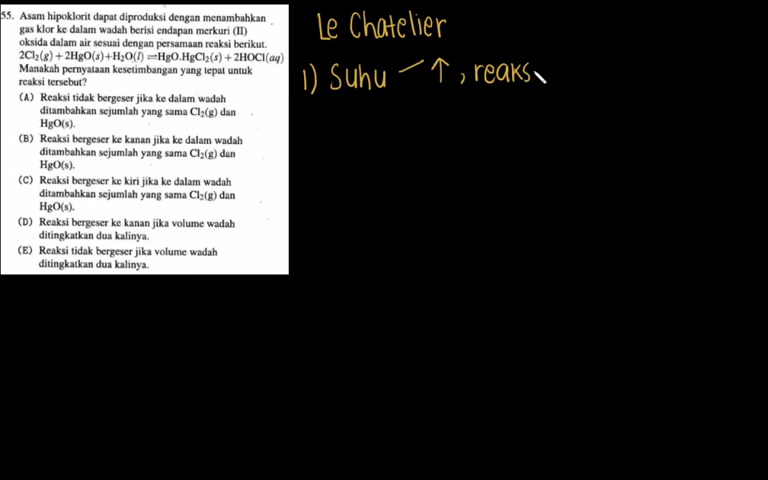 55. Asam hipoklorit dapat diproduksi dengan menambahkan
gas klor ke dalam wadah berisi endapan merkuri (II)
oksida dalam air sesuai dengan persamaan reaksi berikut.
2Cl₂(g) + 2HgO(s)+H₂O(l) ⇌HgO.HgCl₂(s) + 2HOCl(aq)
Manakah pernyataan kesetimbangan yang tepat untuk
reaksi tersebut?
(A) Reaksi tidak bergeser jika ke dalam wadah
ditambahkan sejumlah yang sama Cl₂(g) dan
HgO(s).
(B) Reaksi bergeser ke kanan jika ke dalam wadah
ditambahkan sejumlah yang sama Cl₂(g) dan
HgO(s).
(C) Reaksi bergeser ke kiri jika ke dalam wadah
ditambahkan sejumlah yang sama Cl₂(g) dan
HgO(s).
(D) Reaksi bergeser ke kanan jika volume wadah
ditingkatkan dua kalinya.
(E) Reaksi tidak bergeser jika volume wadah
ditingkatkan dua kalinya.
Le Chatelier
1) Suhu – ↑, reaks